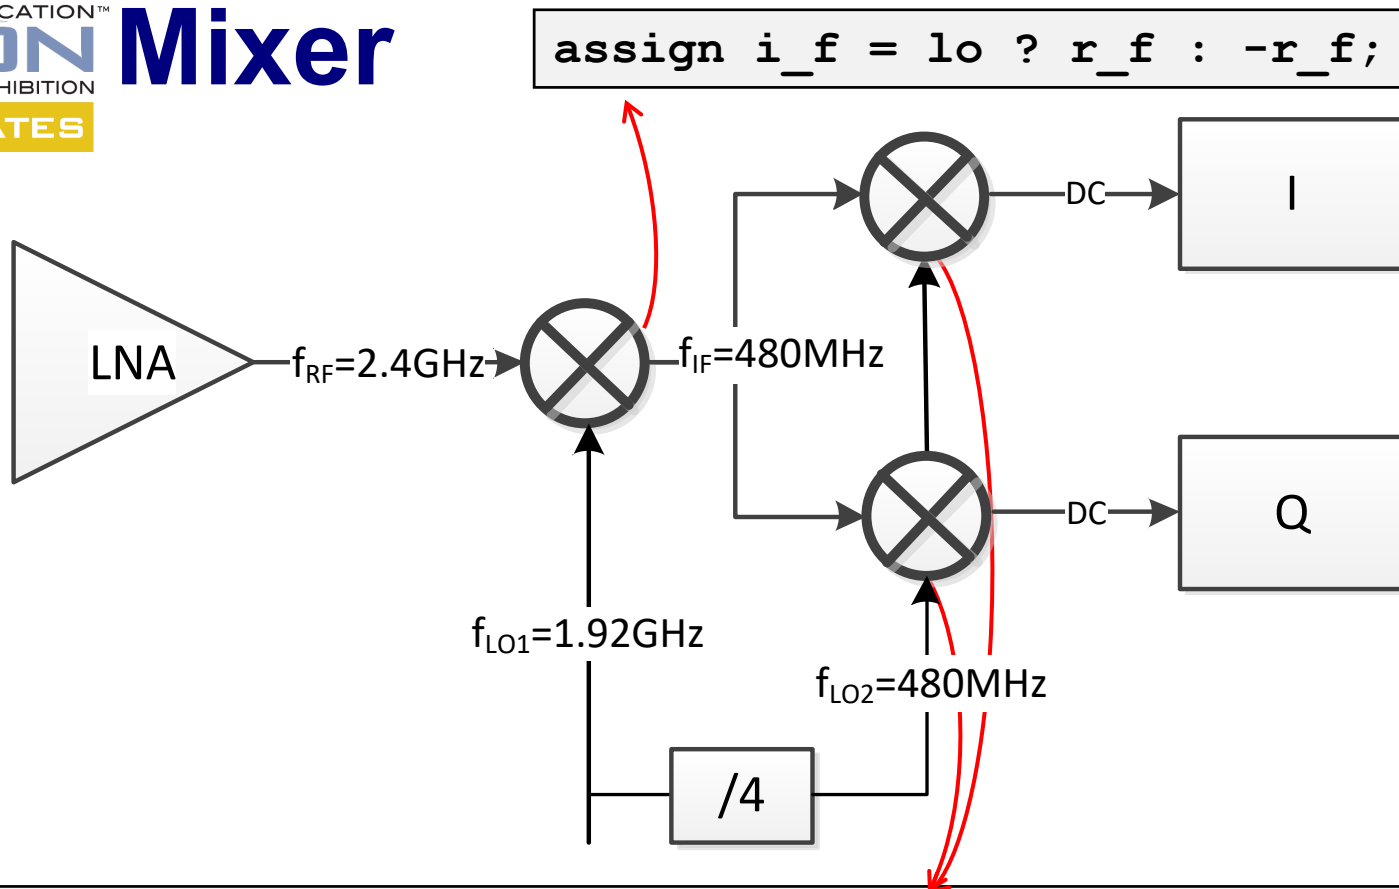 CATION™
ON
Mixer
HIBITION
ATES
assign i_f = lo ? r_f : -r_f;
DC
I
LNA
fRF=2.4GHz
fIF=480MHz
DC
Q
fLO1=1.92GHz
fLO2=480MHz
/4